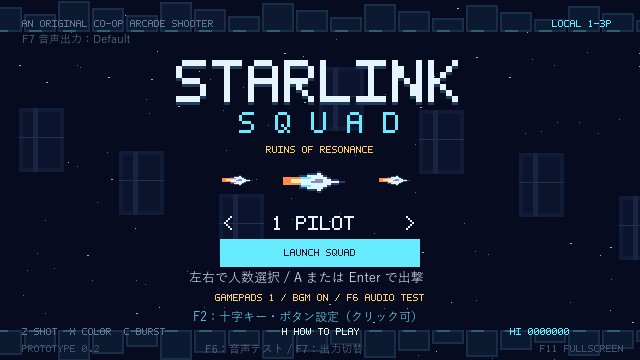 AN ORIGINAL CO-OP ARCADE SHOOTER
LOCAL 1-3P
F7 音声出力：Default
STARLINK
SQUAD
RUINS OF RESONANCE
< 1 PILOT >
LAUNCH SQUAD
左右で人数選択 / A または Enter で出撃
GAMEPADS 1 / BGM ON / F6 AUDIO TEST
F2：十字キー・ボタン設定（クリック可）
Z-SHOT X COLOR C-BURST
H HOW TO PLAY
HI 0000000
PROTOTYPE 0.2
F6：音声テスト / F7：出力切替
F11 FULLSCREEN